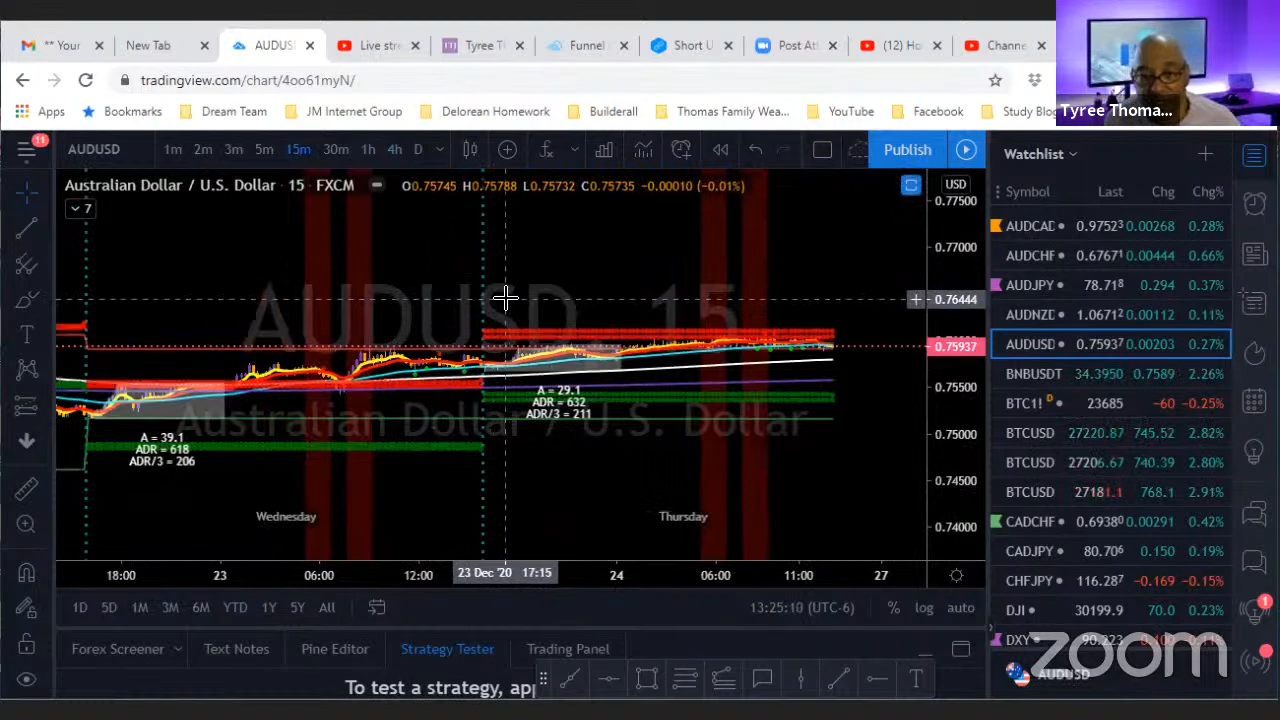 ** Your
New Tab
AUDUS
Live stre
Tyree T
Funnel
Short U
Post At
(12) Ho
Channe
tradingview.com/chart/4oo61myN/
Apps
Bookmarks
Dream Team
JM Internet Group
Delorean Homework
Builderall
Thomas Family Wea...
YouTube
Facebook
Study Blog
Tyree Thoma...
11
AUDUSD
1m 2m 3m 5m 15m 30m 1h 4h D
Publish
Watchlist
Australian Dollar / U.S. Dollar · 15 · FXCM
O0.75745 H0.75788 L0.75732 C0.75735 −0.00010 (−0.01%)
USD
7
Symbol Last Chg Chg%
AUDCAD 0.97523 0.00268 0.28%
AUDCHF 0.67671 0.00444 0.66%
AUDJPY 78.718 0.294 0.37%
AUDNZD 1.06712 0.00112 0.11%
AUDUSD 0.75937 0.00203 0.27%
BNBUSDT 34.3950 0.7589 2.26%
BTC1! D 23685 −60 −0.25%
BTCUSD 27220.87 745.52 2.82%
BTCUSD 27206.67 740.39 2.80%
BTCUSD 27181.1 768.1 2.91%
CADCHF 0.69380 0.00291 0.42%
CADJPY 80.706 0.150 0.19%
CHFJPY 116.287 −0.169 −0.15%
DJI 30199.9 70.0 0.23%
DXY 90.223
AUDUSD
0.77500
0.77000
0.76444
0.75937
0.75500
0.75000
0.74500
0.74000
AUDUSD, 15
Australian Dollar / U.S. Dollar
A = 39.1
ADR = 618
ADR/3 = 206
A = 29.1
ADR = 632
ADR/3 = 211
Wednesday
Thursday
18:00 23 06:00 12:00 23 Dec '20 17:15 24 06:00 11:00 27
1D 5D 1M 3M 6M YTD 1Y 5Y All
13:25:10 (UTC-6)
% log auto
Forex Screener
Text Notes
Pine Editor
Strategy Tester
Trading Panel
To test a strategy, app
1
zoom